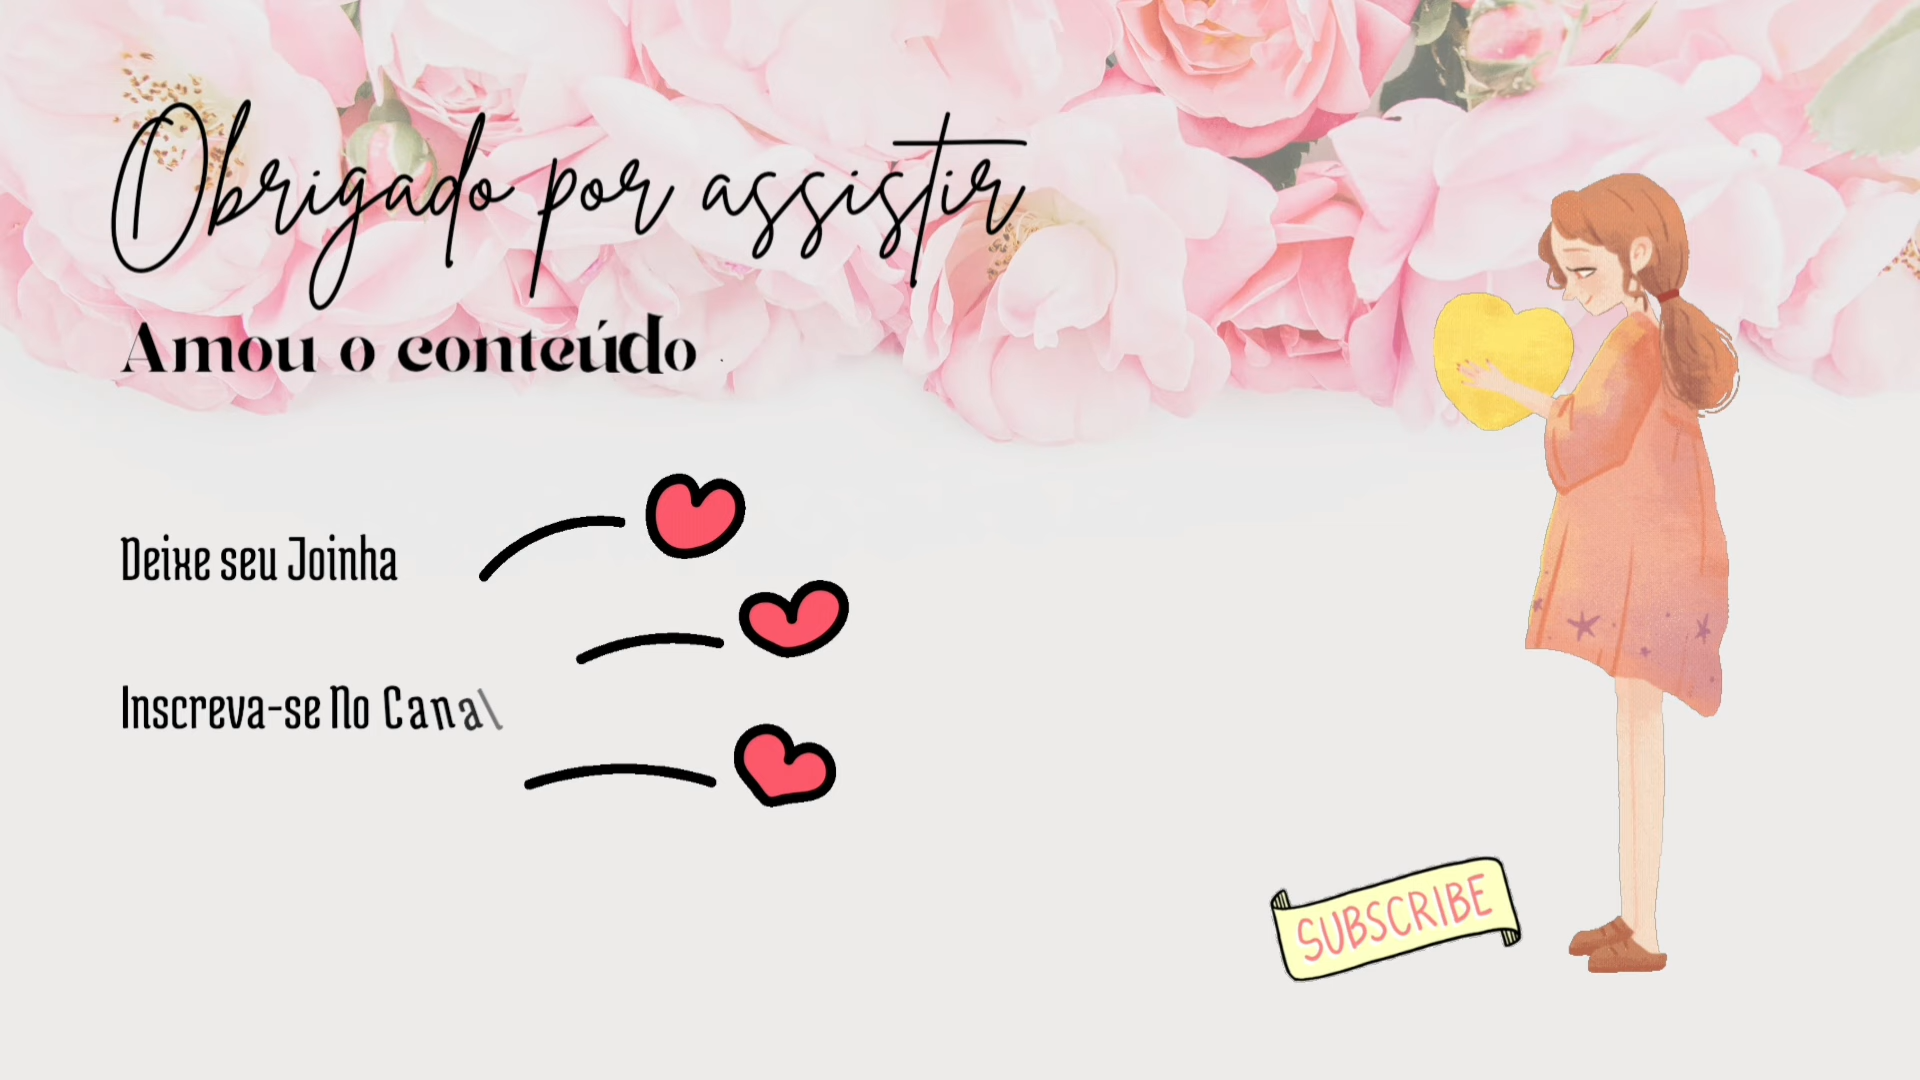 Obrigado por assistir
Amou o conteúdo
Deixe seu Joinha
Inscreva-se No Canal
SUBSCRIBE